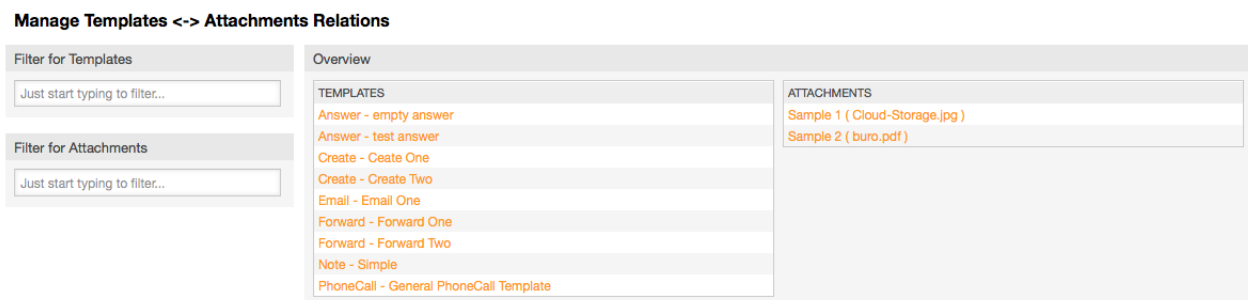 Manage Templates <-> Attachments Relations
Filter for Templates
Just start typing to filter...
Filter for Attachments
Just start typing to filter...
Overview
TEMPLATES
Answer - empty answer
Answer - test answer
Create - Ceate One
Create - Create Two
Email - Email One
Forward - Forward One
Forward - Forward Two
Note - Simple
PhoneCall - General PhoneCall Template
ATTACHMENTS
Sample 1 ( Cloud-Storage.jpg )
Sample 2 ( buro.pdf )